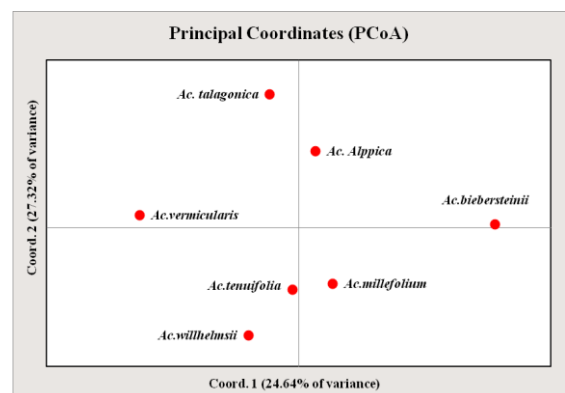 Principal Coordinates (PCoA)
Ac. talagonica
Ac. Alppica
Ac.biebersteinii
Ac.vermicularis
Ac.tenuifolia
Ac.millefolium
Ac.willhelmsii
Coord. 2 (27.32% of variance)
Coord. 1 (24.64% of variance)